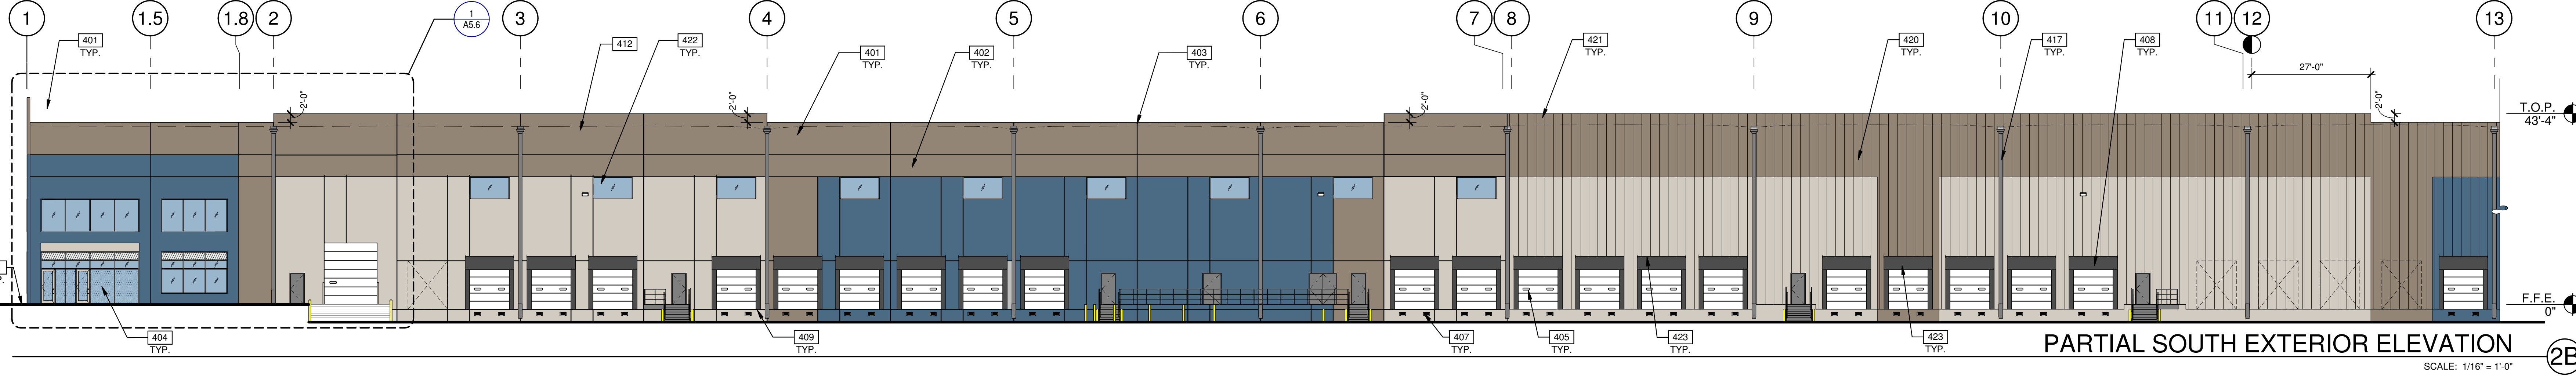 1
1.5
1.8
2
1
A5.6
3
4
5
6
7
8
9
10
11
12
13
401
TYP.
412
422
TYP.
401
TYP.
402
TYP.
403
TYP.
421
TYP.
420
TYP.
417
TYP.
408
TYP.
27'-0"
2'-0"
2'-0"
2'-0"
2'-0"
T.O.P.
43'-4"
F.F.E.
0"
404
TYP.
409
TYP.
407
TYP.
405
TYP.
423
TYP.
423
TYP.
PARTIAL SOUTH EXTERIOR ELEVATION
SCALE: 1/16" = 1'-0"
2B